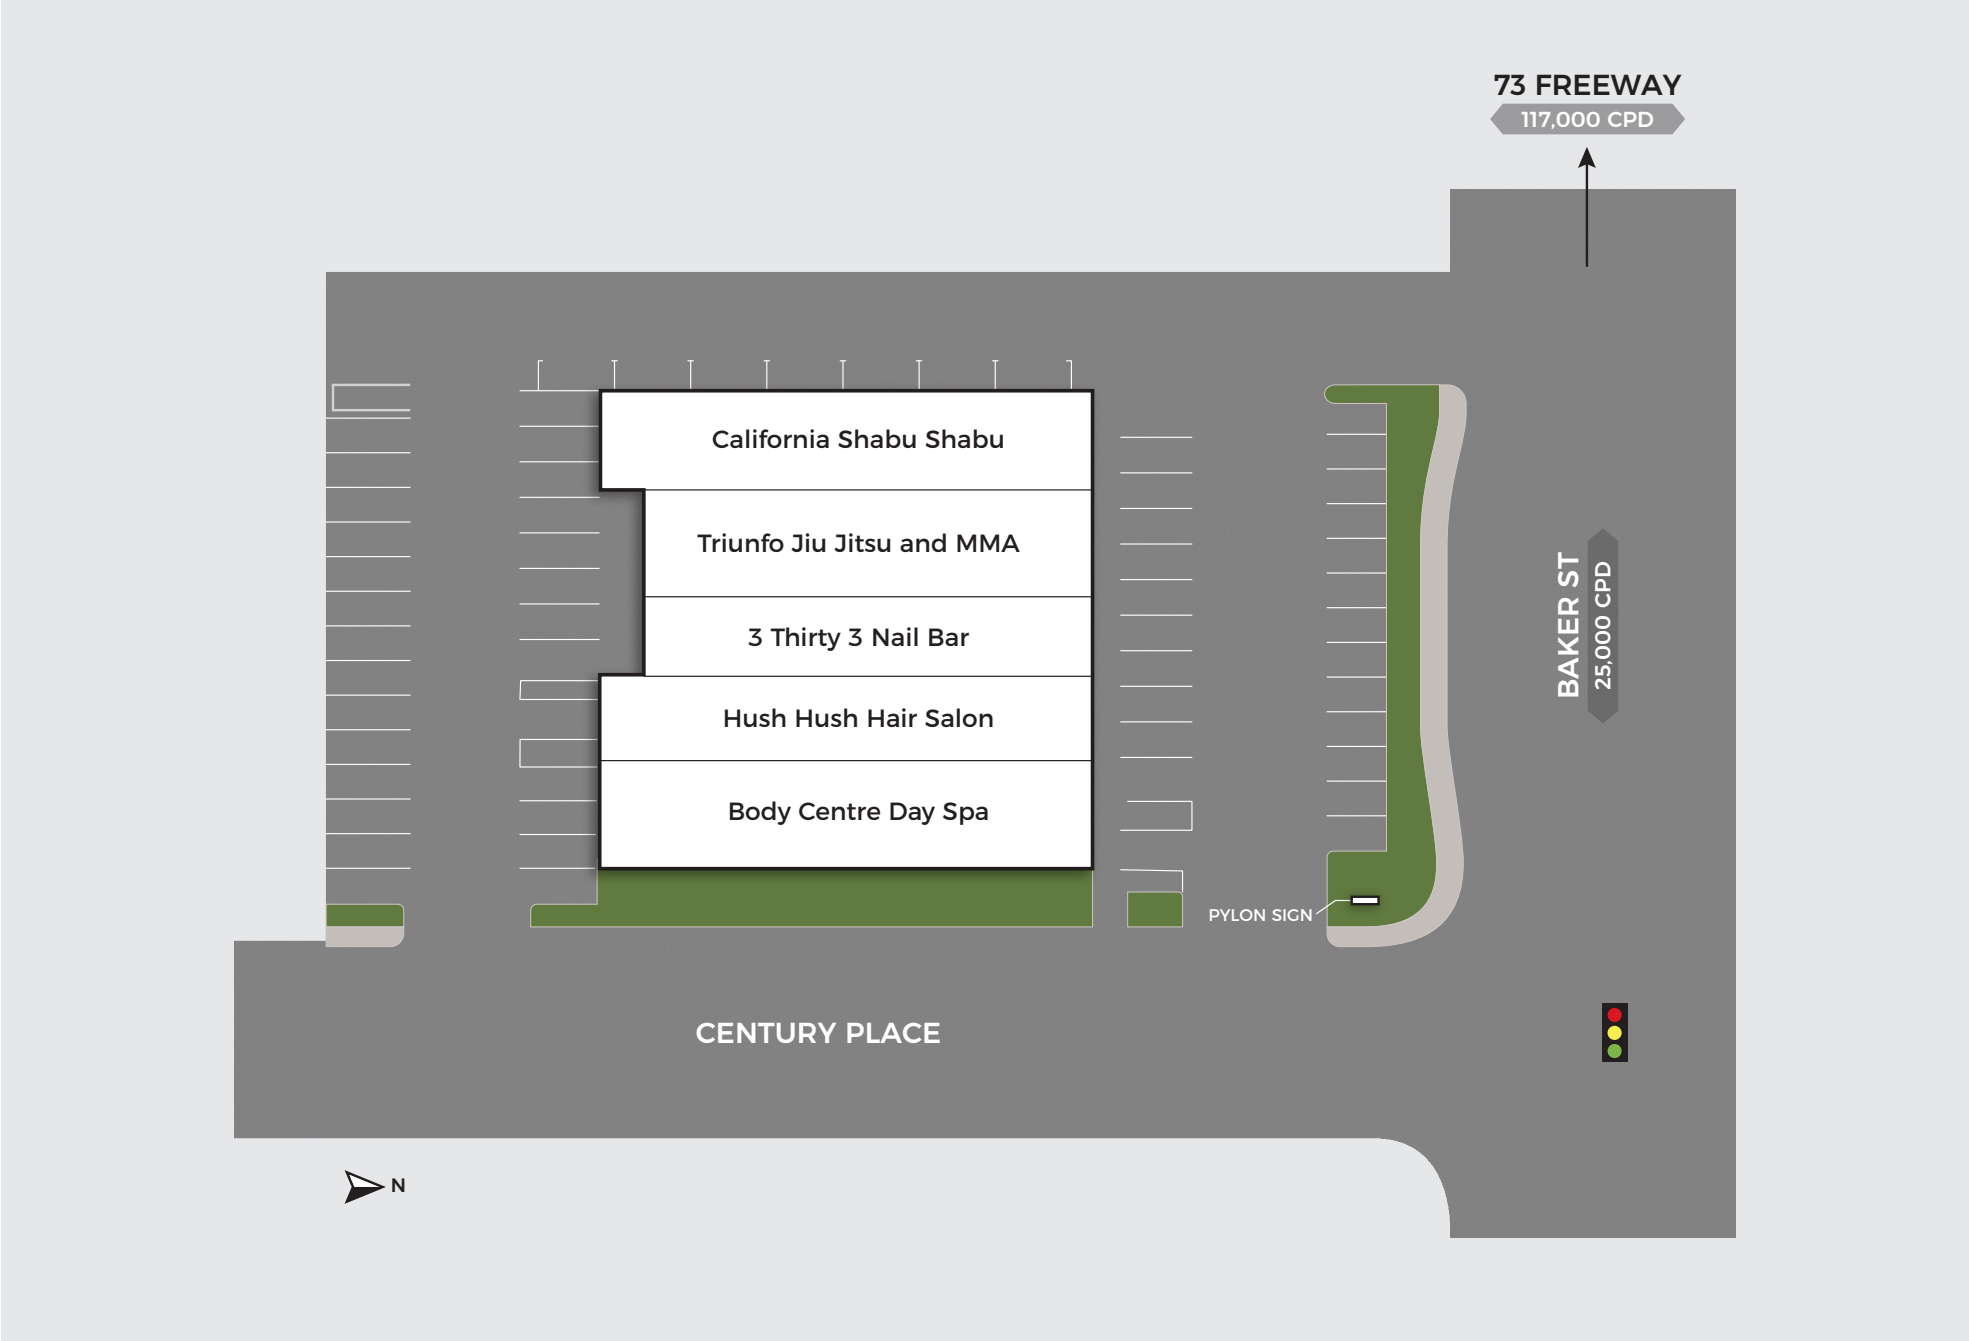 73 FREEWAY
117,000 CPD
California Shabu Shabu
Triunfo Jiu Jitsu and MMA
3 Thirty 3 Nail Bar
Hush Hush Hair Salon
Body Centre Day Spa
BAKER ST
25,000 CPD
PYLON SIGN
CENTURY PLACE
N